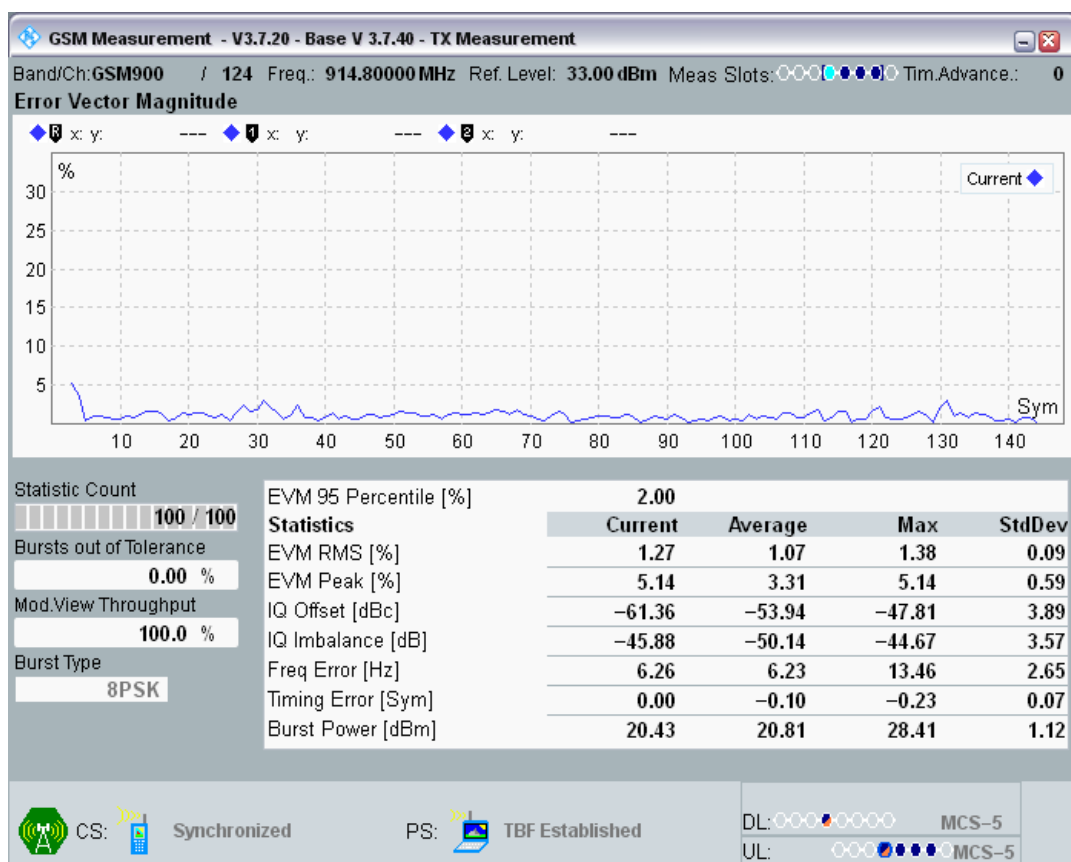 GSM Measurement - V3.7.20 - Base V 3.7.40 - TX Measurement
Band/Ch:GSM900 / 124 Freq.: 914.80000 MHz Ref. Level: 33.00 dBm Meas Slots: Tim.Advance.: 0
Error Vector Magnitude
R x: y: --- 1 x: y: --- 2 x: y: ---
%
Current
30
25
20
15
10
5
Sym
10 20 30 40 50 60 70 80 90 100 110 120 130 140
Statistic Count
100 / 100
Bursts out of Tolerance
0.00 %
Mod.View Throughput
100.0 %
Burst Type
8PSK
EVM 95 Percentile [%] 2.00
Statistics Current Average Max StdDev
EVM RMS [%] 1.27 1.07 1.38 0.09
EVM Peak [%] 5.14 3.31 5.14 0.59
IQ Offset [dBc] −61.36 −53.94 −47.81 3.89
IQ Imbalance [dB] −45.88 −50.14 −44.67 3.57
Freq Error [Hz] 6.26 6.23 13.46 2.65
Timing Error [Sym] 0.00 −0.10 −0.23 0.07
Burst Power [dBm] 20.43 20.81 28.41 1.12
CS: Synchronized PS: TBF Established
DL: MCS−5
UL: MCS−5